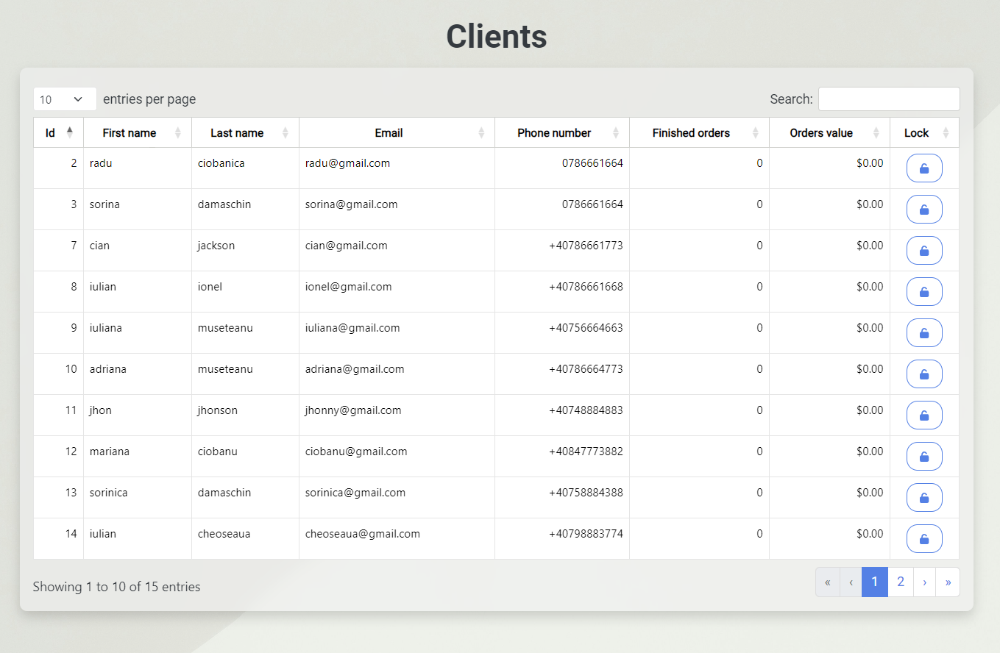 Clients
10 entries per page Search:
Id First name Last name Email Phone number Finished orders Orders value Lock
2 radu ciobanica radu@gmail.com 0786661664 0 $0.00
3 sorina damaschin sorina@gmail.com 0786661664 0 $0.00
7 cian jackson cian@gmail.com +40786661773 0 $0.00
8 iulian ionel ionel@gmail.com +40786661668 0 $0.00
9 iuliana museteanu iuliana@gmail.com +40756664663 0 $0.00
10 adriana museteanu adriana@gmail.com +40786664773 0 $0.00
11 jhon jhonson jhonny@gmail.com +40748884883 0 $0.00
12 mariana ciobanu ciobanu@gmail.com +40847773882 0 $0.00
13 sorinica damaschin sorinica@gmail.com +40758884388 0 $0.00
14 iulian cheoseaua cheoseaua@gmail.com +40798883774 0 $0.00
Showing 1 to 10 of 15 entries « ‹ 1 2 › »